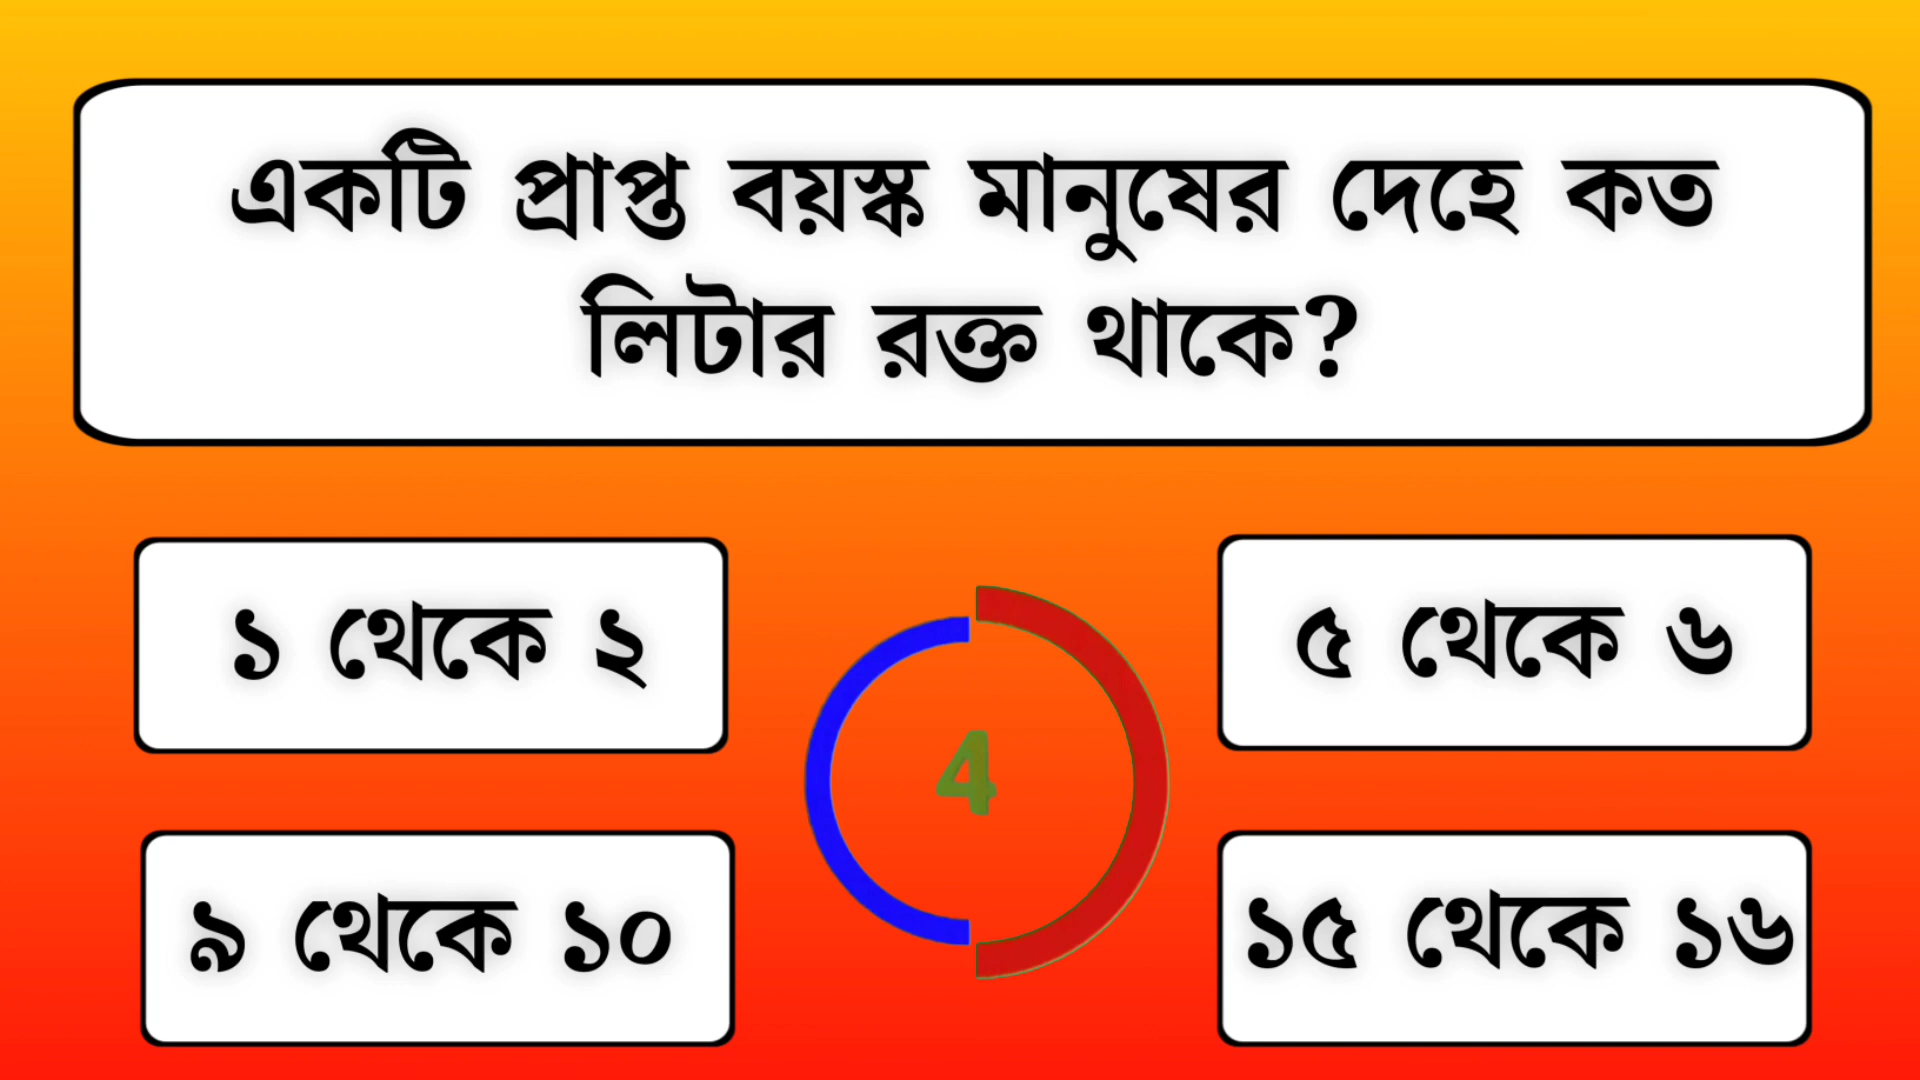 একটি প্রাপ্ত বয়স্ক মানুষের দেহে কত
লিটার রক্ত থাকে?
১ থেকে ২
৫ থেকে ৬
4
৯ থেকে ১০
১৫ থেকে ১৬